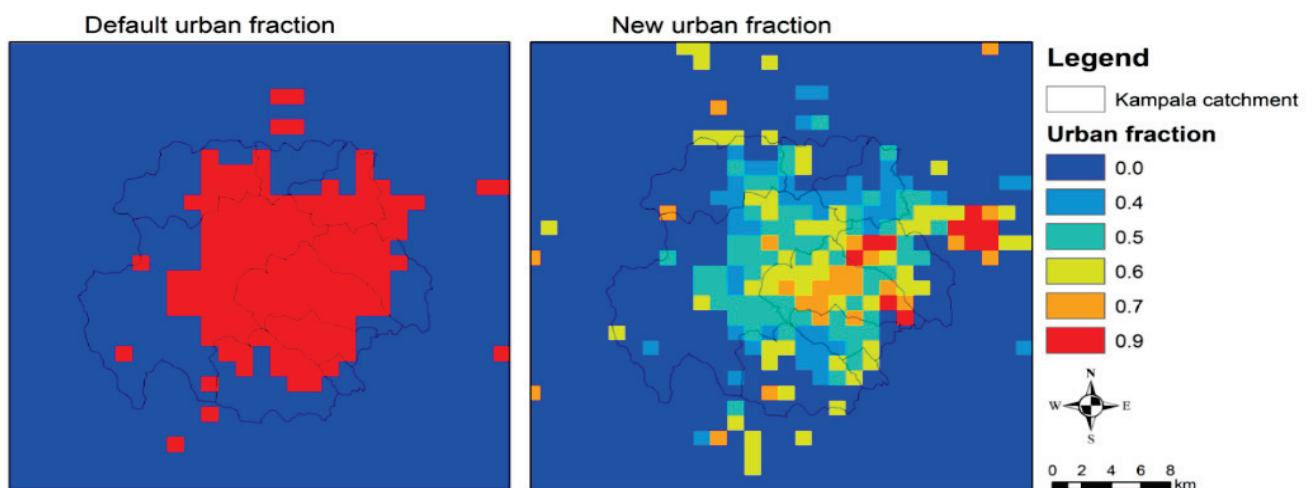 Default urban fraction
New urban fraction
Legend
Kampala catchment
Urban fraction
0.0
0.4
0.5
0.6
0.7
0.9
N
W E
S
0 2 4 6 8
km